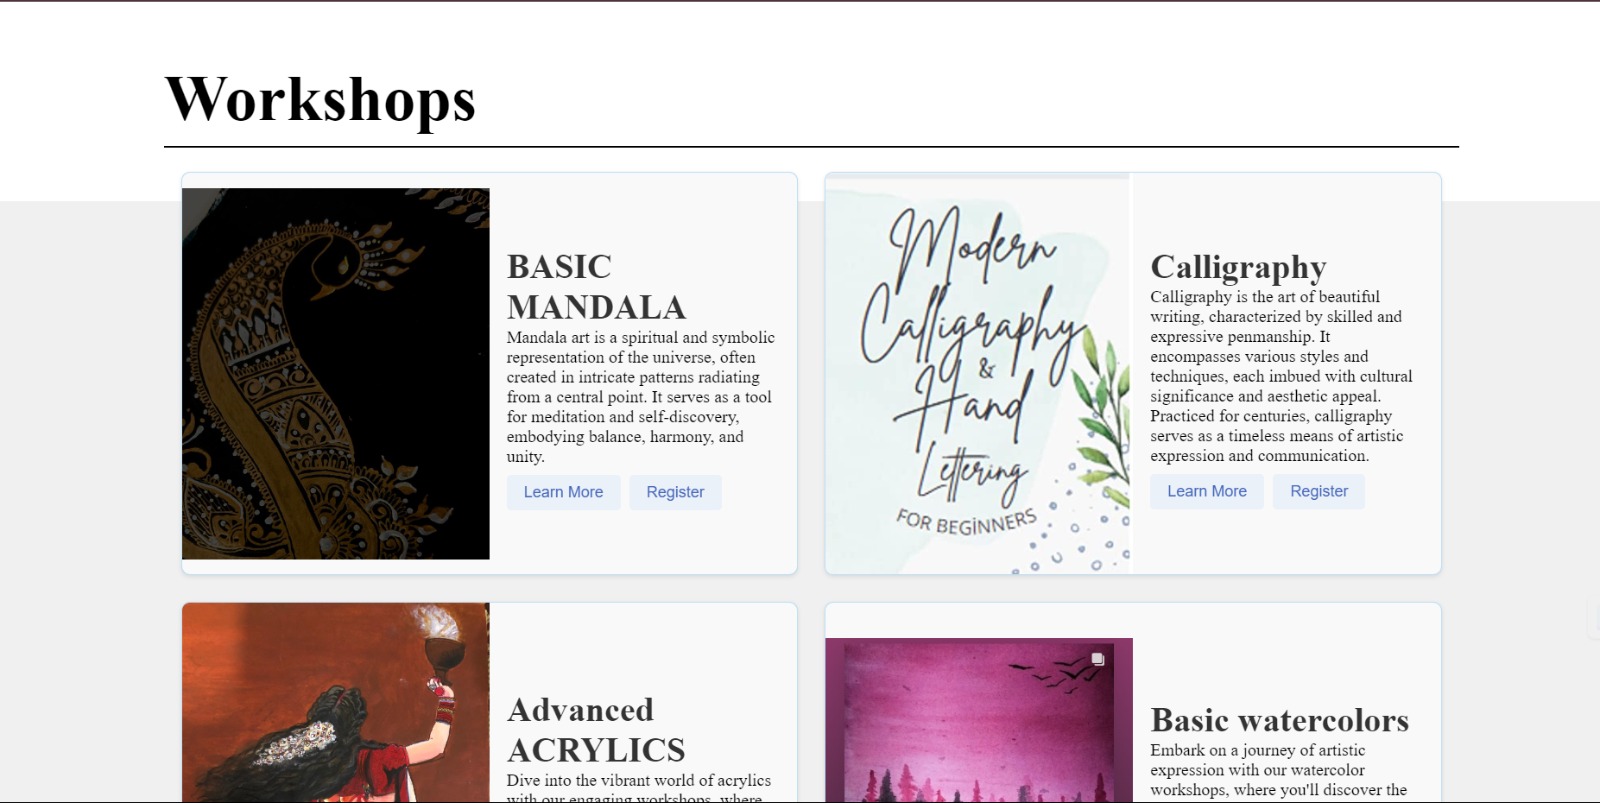 Workshops
BASIC
MANDALA
Mandala art is a spiritual and symbolic
representation of the universe, often
created in intricate patterns radiating
from a central point. It serves as a tool
for meditation and self-discovery,
embodying balance, harmony, and
unity.
Learn More
Register
Modern
Calligraphy
&
Hand
Lettering
FOR BEGiNNERS
Calligraphy
Calligraphy is the art of beautiful
writing, characterized by skilled and
expressive penmanship. It
encompasses various styles and
techniques, each imbued with cultural
significance and aesthetic appeal.
Practiced for centuries, calligraphy
serves as a timeless means of artistic
expression and communication.
Learn More
Register
Advanced
ACRYLICS
Dive into the vibrant world of acrylics
with our engaging workshops, where
Basic watercolors
Embark on a journey of artistic
expression with our watercolor
workshops, where you'll discover the